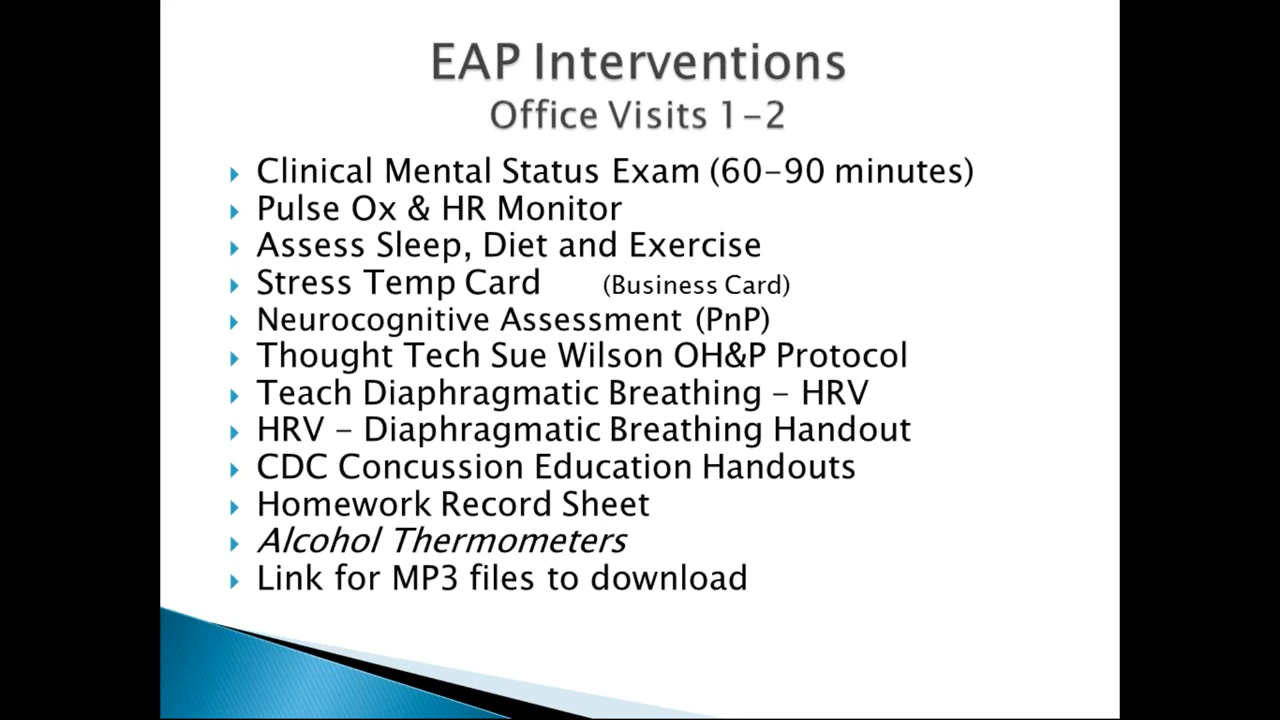 EAP Interventions
Office Visits 1-2
Clinical Mental Status Exam (60-90 minutes)
Pulse Ox & HR Monitor
Assess Sleep, Diet and Exercise
Stress Temp Card (Business Card)
Neurocognitive Assessment (PnP)
Thought Tech Sue Wilson OH&P Protocol
Teach Diaphragmatic Breathing - HRV
HRV - Diaphragmatic Breathing Handout
CDC Concussion Education Handouts
Homework Record Sheet
Alcohol Thermometers
Link for MP3 files to download